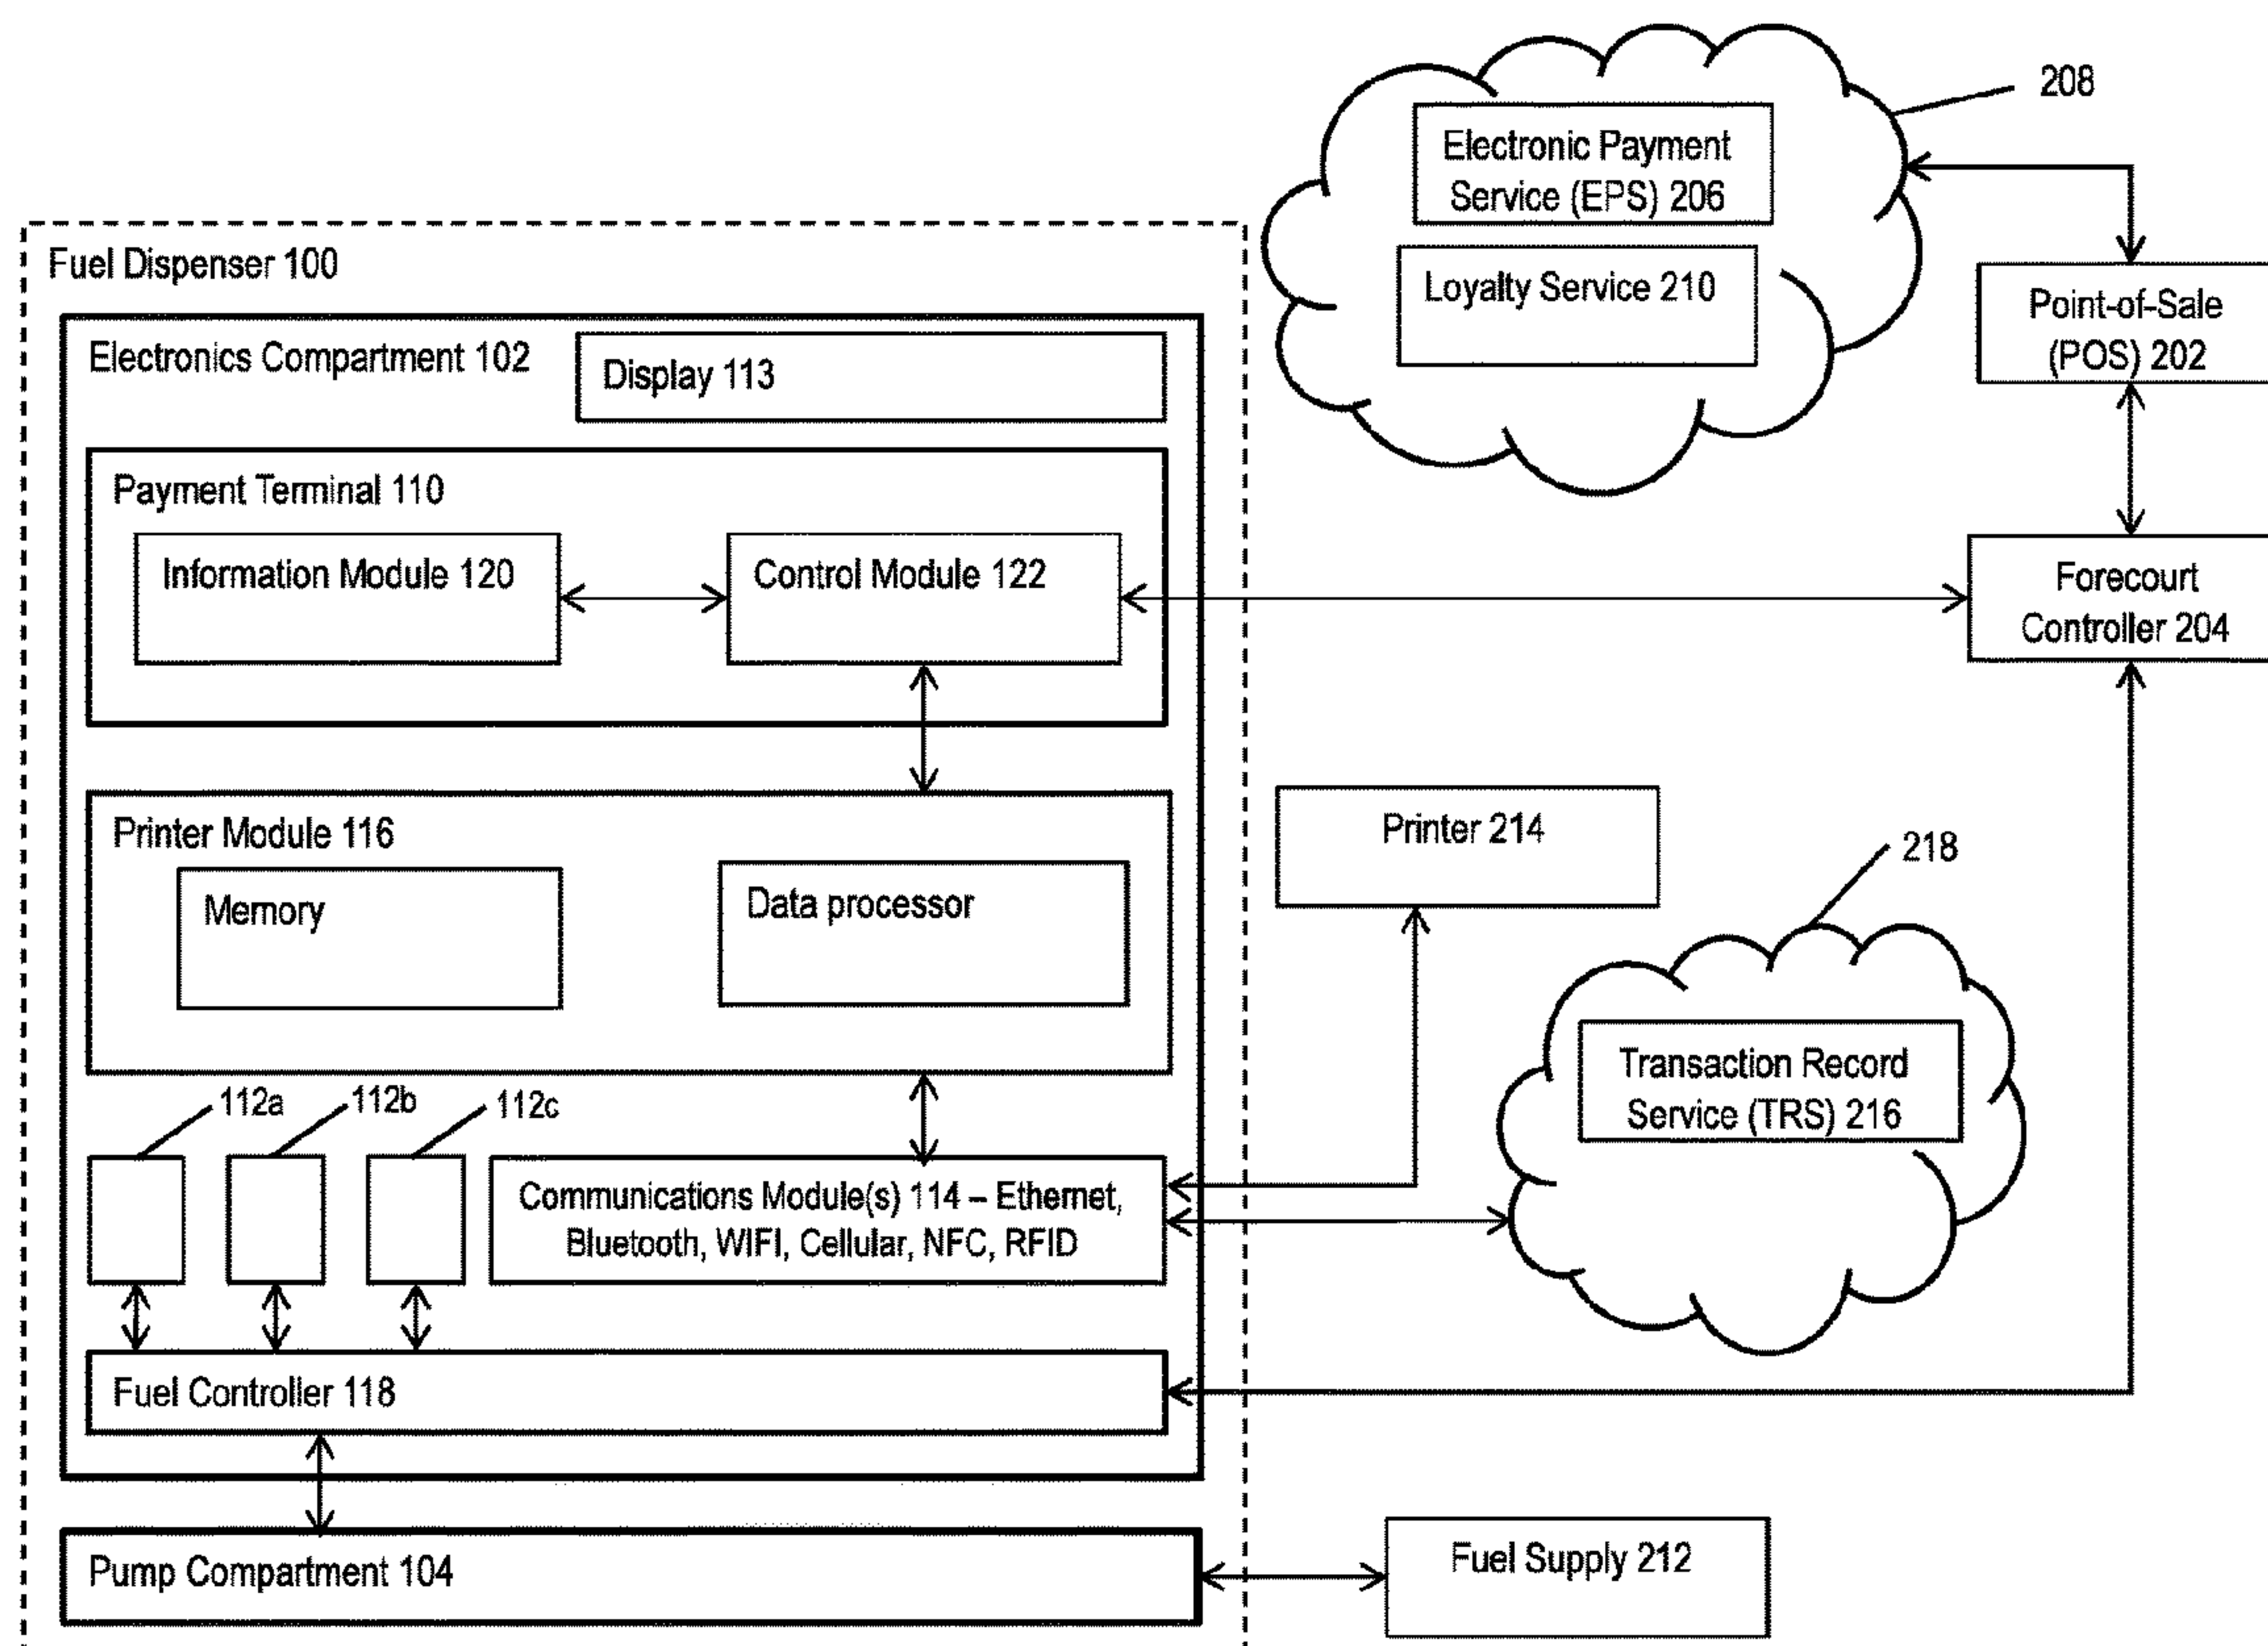 208
Electronic Payment
Service (EPS) 206
Loyalty Service 210
Point-of-Sale
(POS) 202
Fuel Dispenser 100
Electronics Compartment 102
Display 113
Payment Terminal 110
Information Module 120
Control Module 122
Forecourt
Controller 204
Printer Module 116
Memory
Data processor
Printer 214
218
Transaction Record
Service (TRS) 216
112a
112b
112c
Communications Module(s) 114 – Ethernet,
Bluetooth, WIFI, Cellular, NFC, RFID
Fuel Controller 118
Pump Compartment 104
Fuel Supply 212